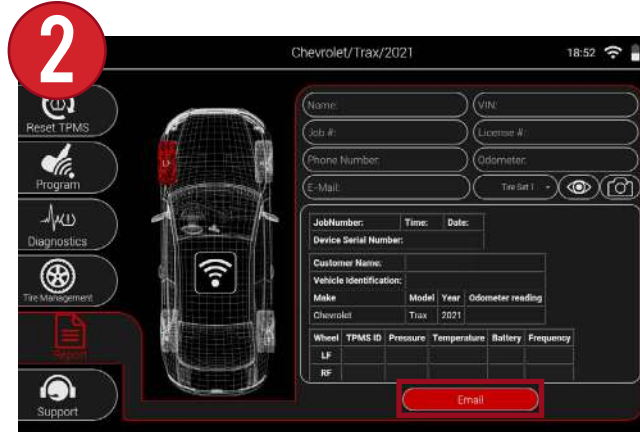 2
Chevrolet/Trax/2021
18:52
Reset TPMS
Program
Diagnostics
Tire Management
Report
Support
LF
Name:
VIN:
Job #:
License #:
Phone Number:
Odometer:
E-Mail:
Tire Set 1
JobNumber: Time: Date:
Device Serial Number:
Customer Name:
Vehicle Identification:
Make Model Year Odometer reading
Chevrolet Trax 2021
Wheel TPMS ID Pressure Temperature Battery Frequency
LF
RF
Email